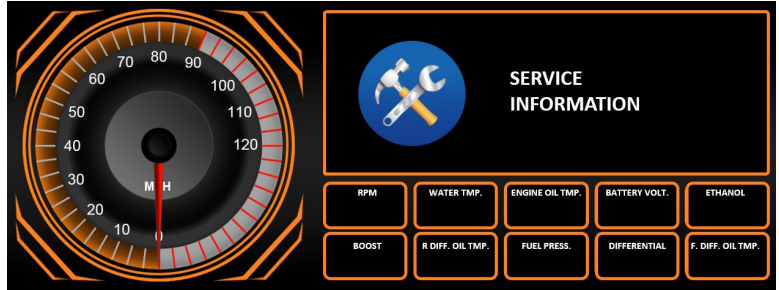 80
70
90
60
100
50
110
40
120
30
MPH
20
10
0
SERVICE
INFORMATION
RPM
WATER TMP.
ENGINE OIL TMP.
BATTERY VOLT.
ETHANOL
BOOST
R DIFF. OIL TMP.
FUEL PRESS.
DIFFERENTIAL
F. DIFF. OIL TMP.